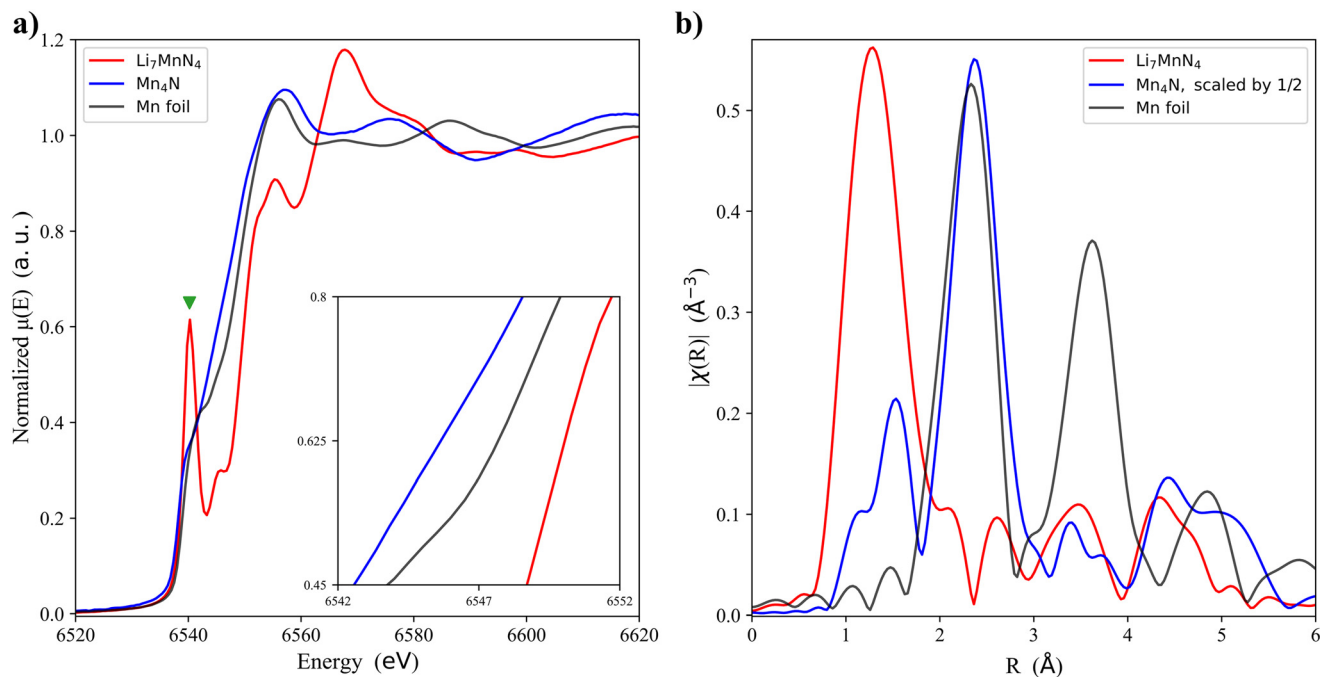 a)
1.2
1.0
0.8
0.6
0.4
0.2
0.0
Normalized μ(E) (a. u.)
Li₇MnN₄
Mn₄N
Mn foil
0.8
0.625
0.45
6542
6547
6552
6520
6540
6560
6580
6600
6620
Energy (eV)
b)
0.5
0.4
0.3
0.2
0.1
0.0
|χ(R)| (Å⁻³)
Li₇MnN₄
Mn₄N, scaled by 1/2
Mn foil
0
1
2
3
4
5
6
R (Å)